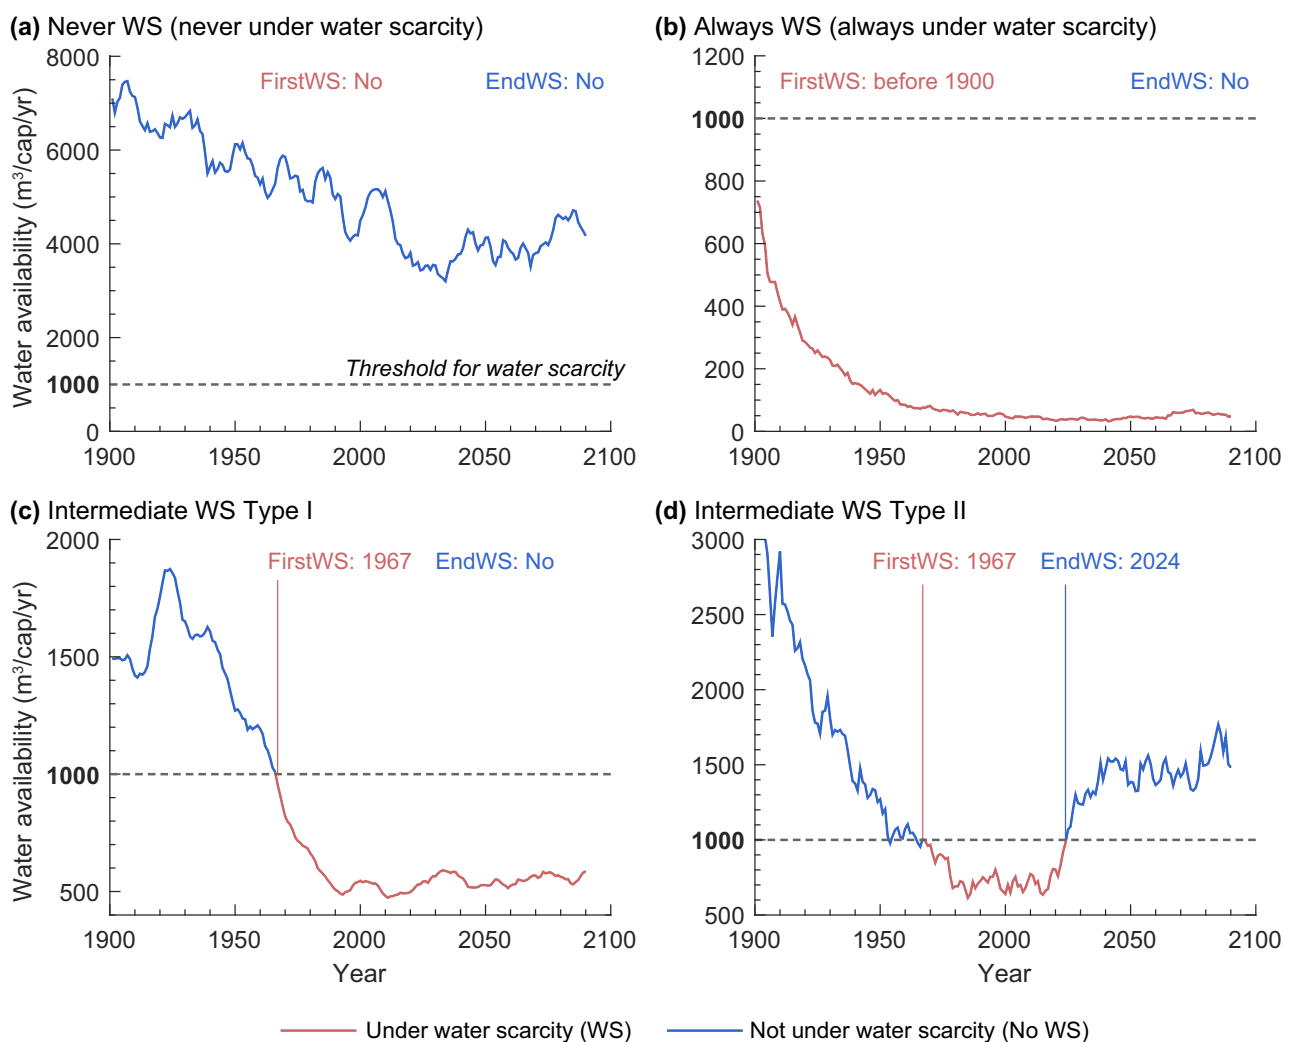 (a) Never WS (never under water scarcity)
Water availability (m³/cap/yr)
8000
6000
4000
2000
1000
0
FirstWS: No
EndWS: No
Threshold for water scarcity
1900
1950
2000
2050
2100
(b) Always WS (always under water scarcity)
1200
1000
800
600
400
200
0
FirstWS: before 1900
EndWS: No
1900
1950
2000
2050
2100
(c) Intermediate WS Type I
Water availability (m³/cap/yr)
2000
1500
1000
500
FirstWS: 1967
EndWS: No
1900
1950
2000
2050
2100
Year
(d) Intermediate WS Type II
3000
2500
2000
1500
1000
500
FirstWS: 1967
EndWS: 2024
1900
1950
2000
2050
2100
Year
Under water scarcity (WS)
Not under water scarcity (No WS)